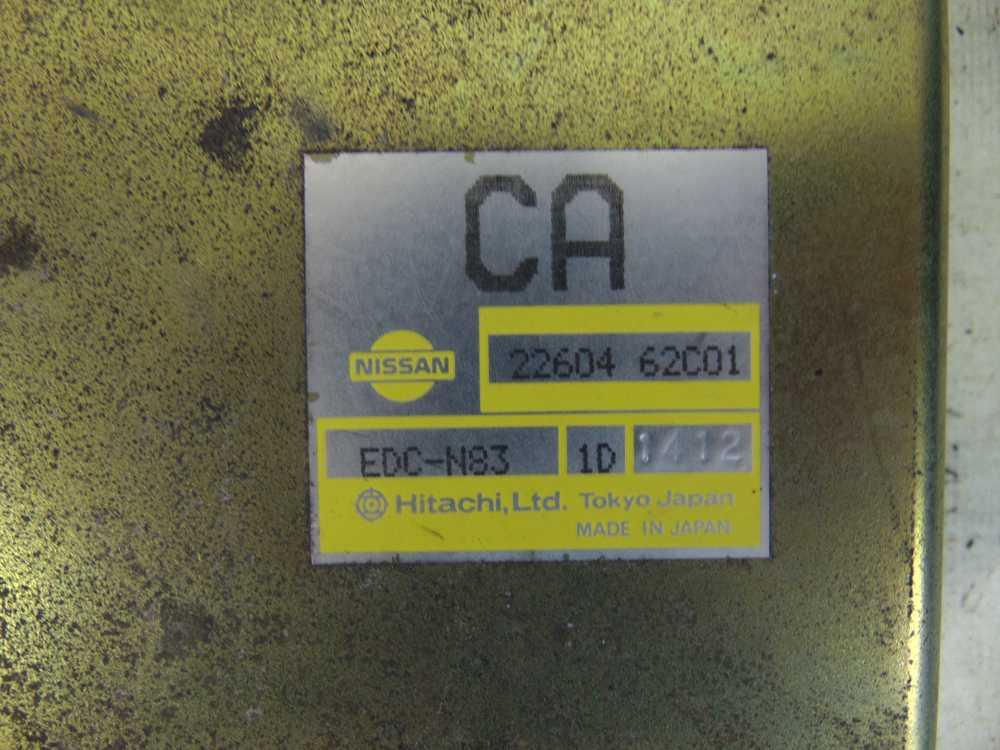 CA
NISSAN
22604 62C01
EDC-N83 1D 1412
Hitachi, Ltd. Tokyo Japan
MADE IN JAPAN